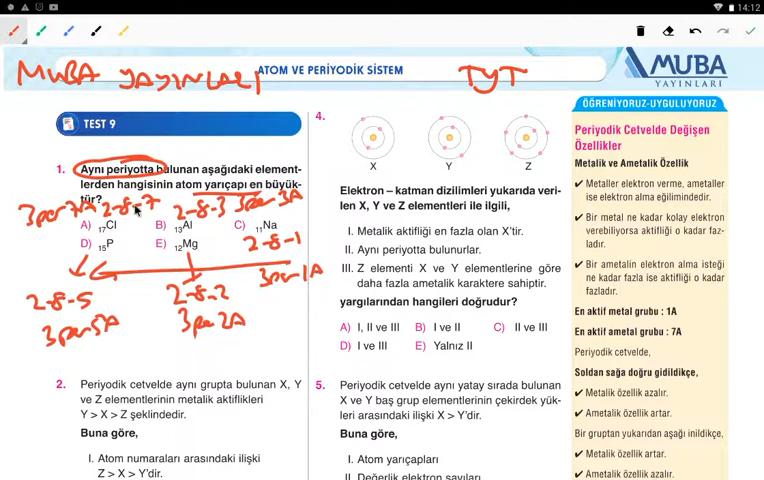 14:12
MUBA YAYINLARI
ATOM VE PERİYODİK SİSTEM
TYT
MUBA
YAYINLARI
TEST 9
1. Aynı periyotta bulunan aşağıdaki element-
lerden hangisinin atom yarıçapı en büyük-
tür?
3per 7A 2-8-7 2-8-3 3per 3A
A) 17Cl B) 13Al C) 11Na
2-8-1
D) 15P E) 12Mg
3per 1A
2-8-5 2-8-2
3per 5A 3per 2A
2. Periyodik cetvelde aynı grupta bulunan X, Y
ve Z elementlerinin metalik aktiflikleri
Y > X > Z şeklindedir.
Buna göre,
I. Atom numaraları arasındaki ilişki
Z > X > Y'dir.
4.
X Y Z
Elektron – katman dizilimleri yukarıda veri-
len X, Y ve Z elementleri ile ilgili,
I. Metalik aktifliği en fazla olan X'tir.
II. Aynı periyotta bulunurlar.
III. Z elementi X ve Y elementlerine göre
daha fazla ametalik karaktere sahiptir.
yargılarından hangileri doğrudur?
A) I, II ve III B) I ve II C) II ve III
D) I ve III E) Yalnız II
5. Periyodik cetvelde aynı yatay sırada bulunan
X ve Y baş grup elementlerinin çekirdek yük-
leri arasındaki ilişki X > Y'dir.
Buna göre,
I. Atom yarıçapları
II. Değerlik elektron sayıları
ÖĞRENİYORUZ-UYGULUYORUZ
Periyodik Cetvelde Değişen
Özellikler
Metalik ve Ametalik Özellik
✔ Metaller elektron verme, ametaller
ise elektron alma eğilimindedir.
✔ Bir metal ne kadar kolay elektron
verebiliyorsa aktifliği o kadar faz-
ladır.
✔ Bir ametalin elektron alma isteği
ne kadar fazla ise aktifliği o kadar
fazladır.
En aktif metal grubu : 1A
En aktif ametal grubu : 7A
Periyodik cetvelde,
Soldan sağa doğru gidildikçe,
✔ Metalik özellik azalır.
✔ Ametalik özellik artar.
Bir gruptan yukarıdan aşağı inildikçe,
✔ Metalik özellik artar.
✔ Ametalik özellik azalır.